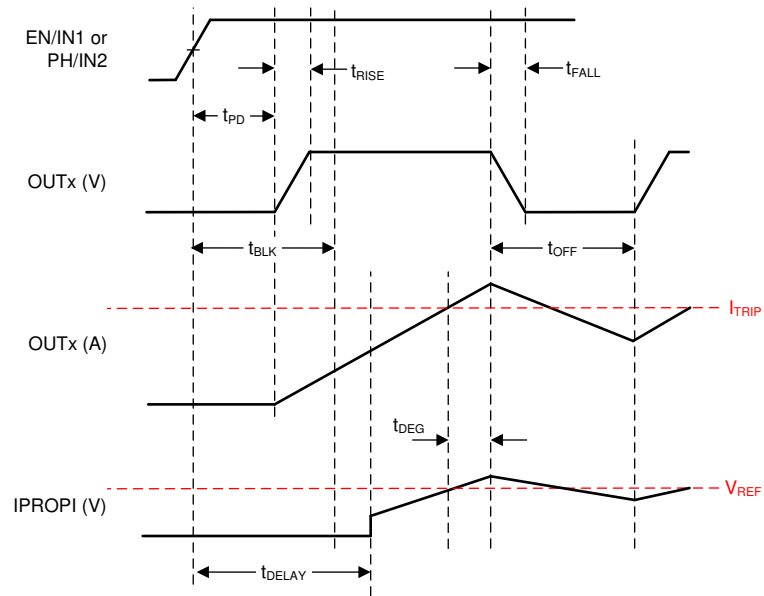 EN/IN1 or
PH/IN2
tRISE
tFALL
tPD
OUTx (V)
tBLK
tOFF
ITRIP
OUTx (A)
tDEG
VREF
IPROPI (V)
tDELAY